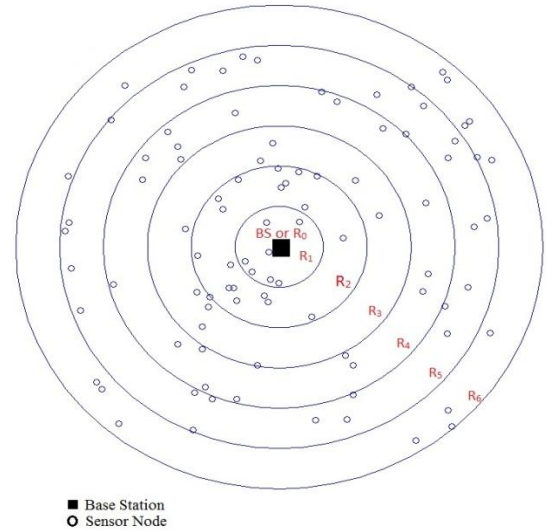 BS or R₀
R₁
R₂
R₃
R₄
R₅
R₆
Base Station
Sensor Node